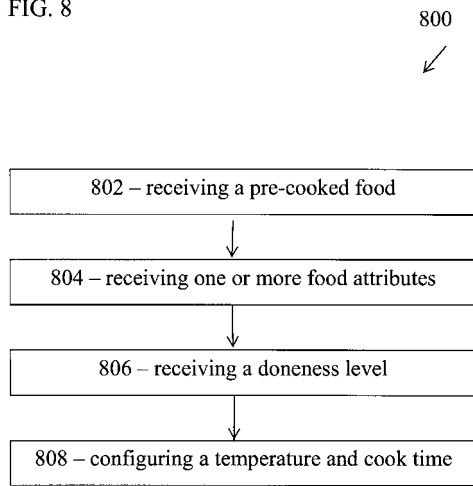 FIG. 8
800
802 – receiving a pre-cooked food
804 – receiving one or more food attributes
806 – receiving a doneness level
808 – configuring a temperature and cook time